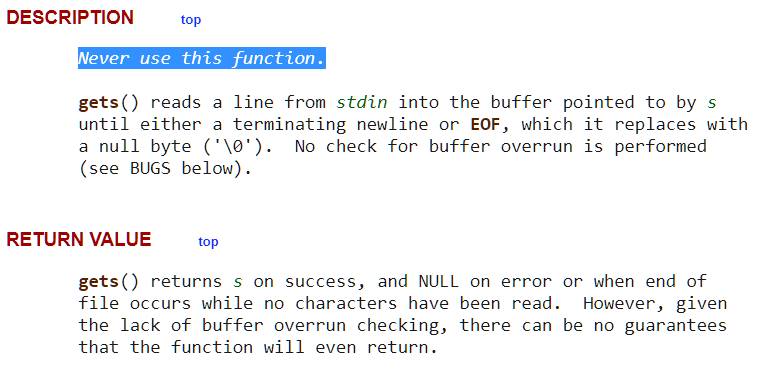 DESCRIPTION top
Never use this function.
gets() reads a line from stdin into the buffer pointed to by s
until either a terminating newline or EOF, which it replaces with
a null byte ('\0').  No check for buffer overrun is performed
(see BUGS below).
RETURN VALUE top
gets() returns s on success, and NULL on error or when end of
file occurs while no characters have been read.  However, given
the lack of buffer overrun checking, there can be no guarantees
that the function will even return.